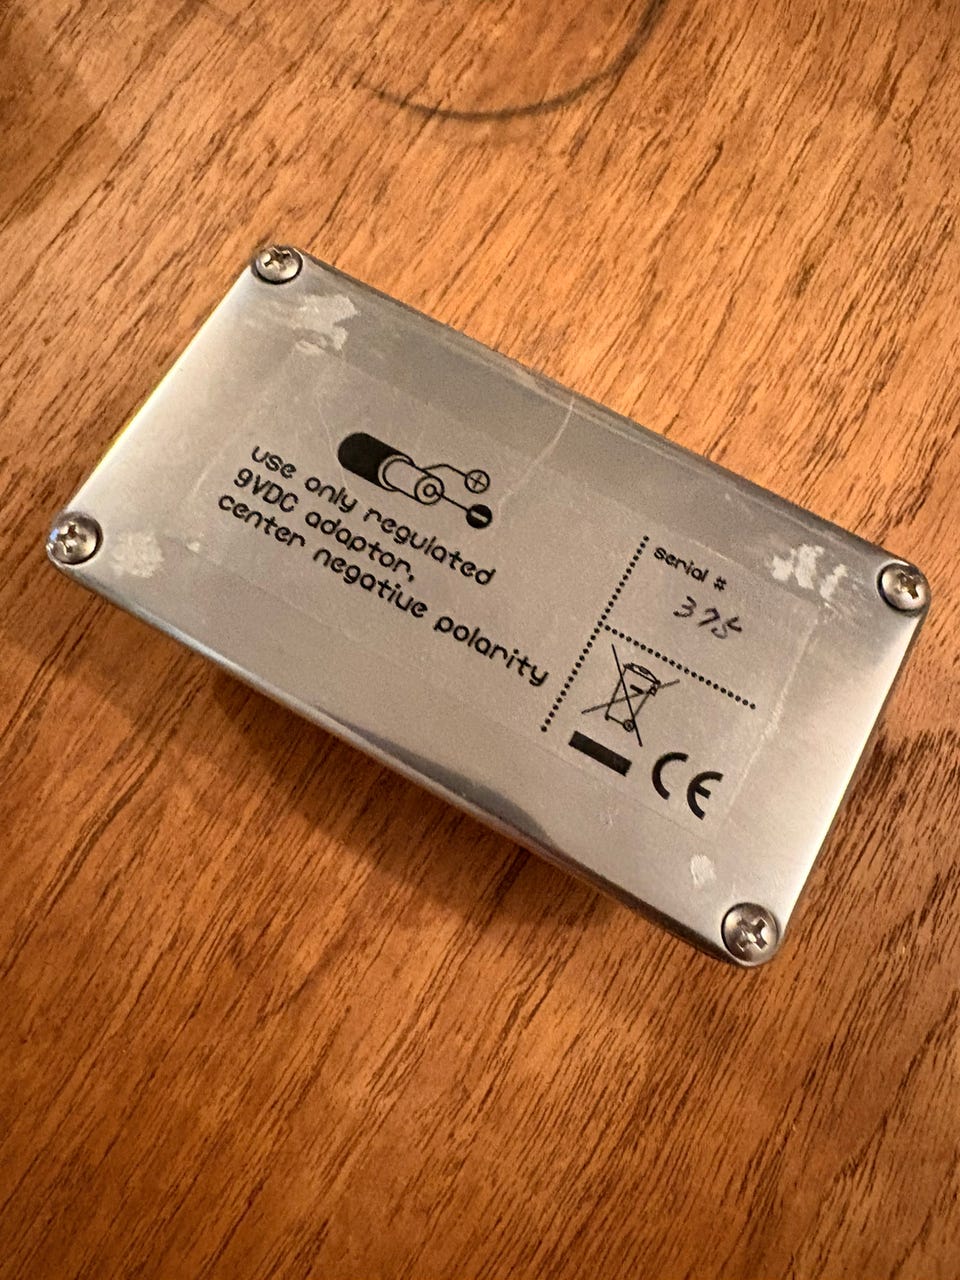 use only regulated
9VDC adaptor,
center negative polarity
serial #
375
CE